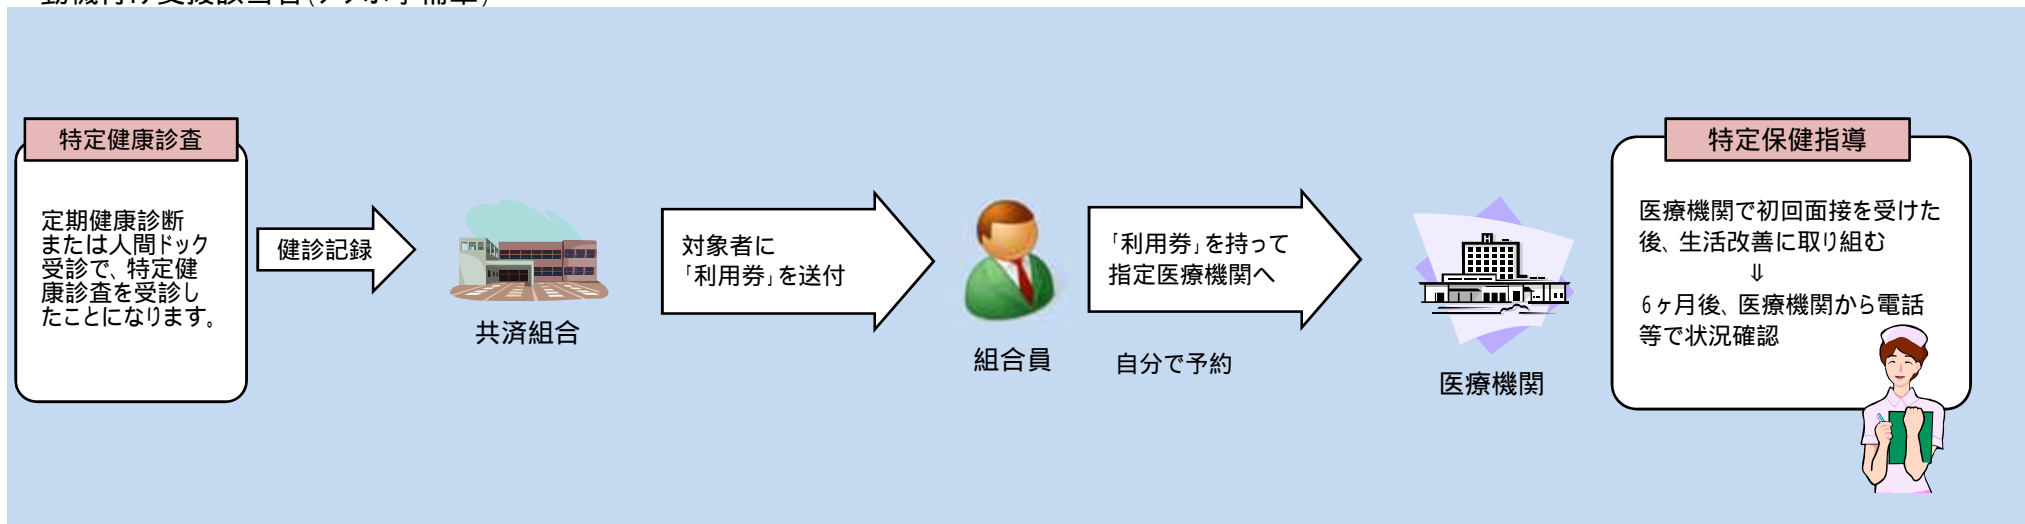 特定健康診査
定期健康診断
または人間ドック
受診で、特定健
康診査を受診し
たことになります。
健診記録
共済組合
対象者に
「利用券」を送付
組合員
「利用券」を持って
指定医療機関へ
自分で予約
医療機関
特定保健指導
医療機関で初回面接を受けた
後、生活改善に取り組む
⇓
6ヶ月後、医療機関から電話
等で状況確認